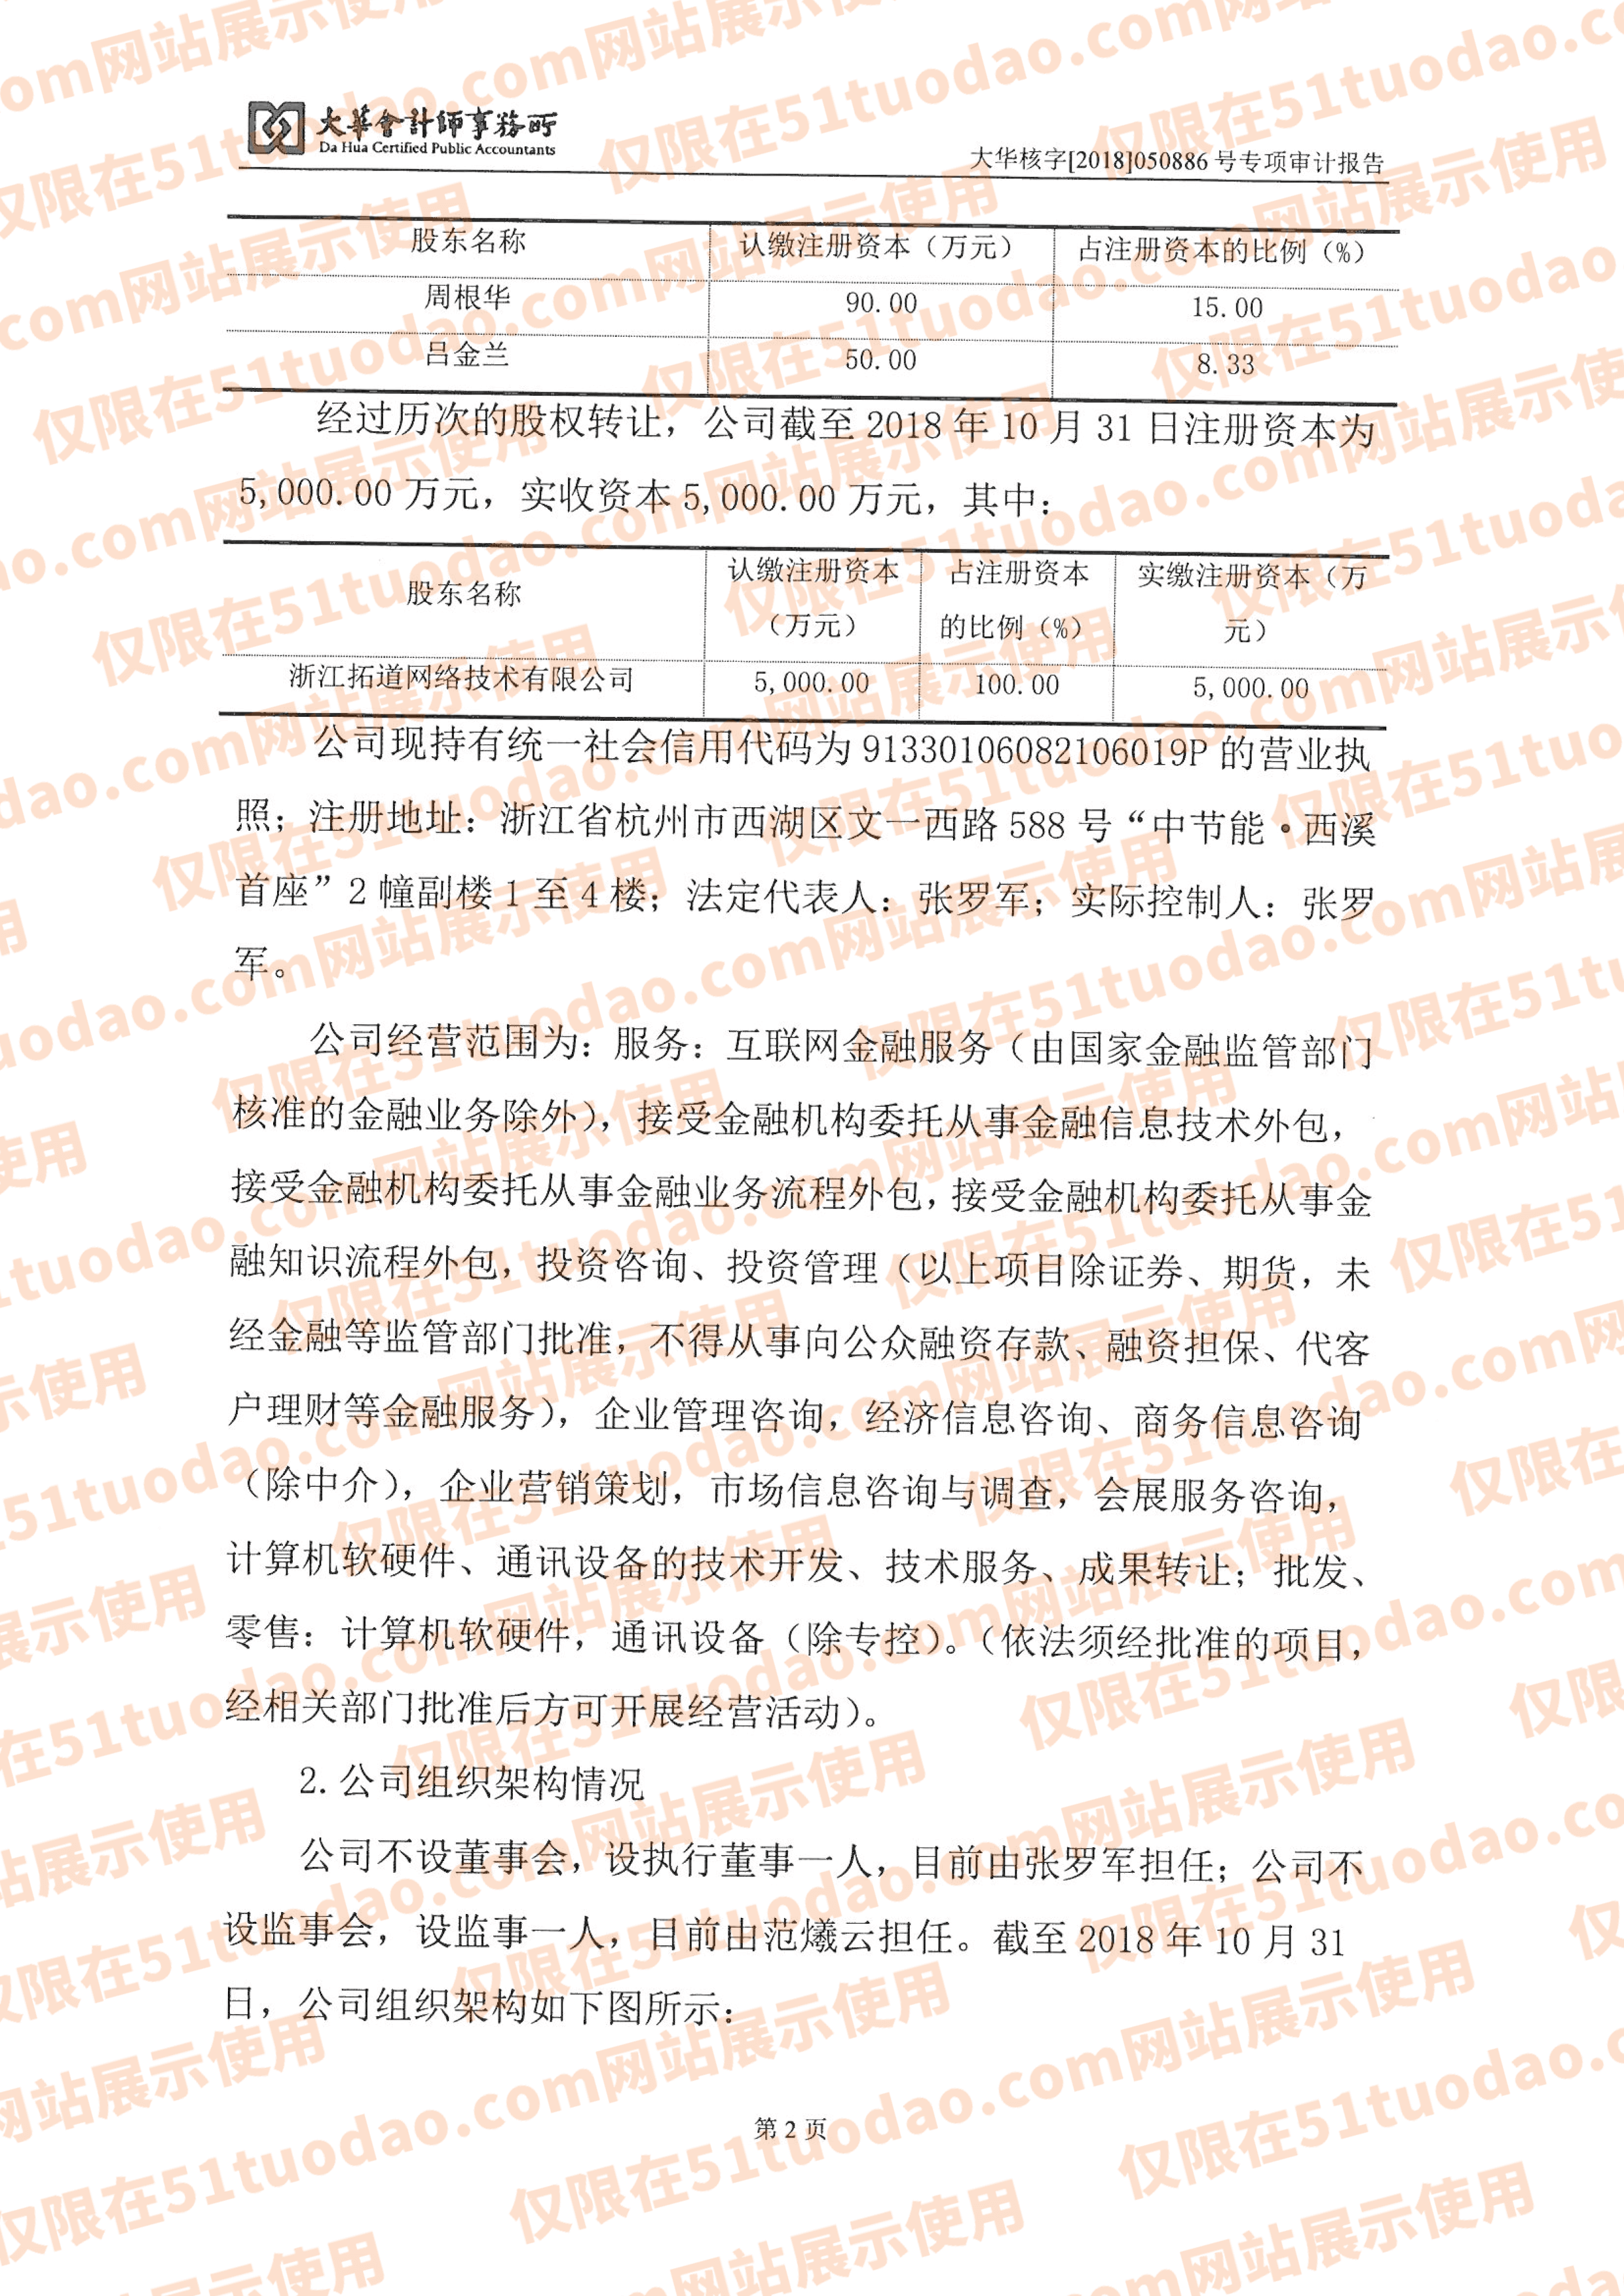 大華會計師事務所
Da Hua Certified Public Accountants
大华核字[2018]050886 号专项审计报告
股东名称 认缴注册资本（万元） 占注册资本的比例（%）
周根华 90.00 15.00
吕金兰 50.00 8.33
经过历次的股权转让，公司截至 2018 年 10 月 31 日注册资本为
5,000.00 万元，实收资本 5,000.00 万元，其中：
股东名称 认缴注册资本（万元） 占注册资本的比例（%） 实缴注册资本（万元）
浙江拓道网络技术有限公司 5,000.00 100.00 5,000.00
公司现持有统一社会信用代码为 91330106082106019P 的营业执
照；注册地址：浙江省杭州市西湖区文一西路 588 号“中节能·西溪
首座”2 幢副楼 1 至 4 楼；法定代表人：张罗军；实际控制人：张罗
军。
公司经营范围为：服务：互联网金融服务（由国家金融监管部门
核准的金融业务除外），接受金融机构委托从事金融信息技术外包，
接受金融机构委托从事金融业务流程外包，接受金融机构委托从事金
融知识流程外包，投资咨询、投资管理（以上项目除证券、期货，未
经金融等监管部门批准，不得从事向公众融资存款、融资担保、代客
户理财等金融服务），企业管理咨询，经济信息咨询、商务信息咨询
（除中介），企业营销策划，市场信息咨询与调查，会展服务咨询，
计算机软硬件、通讯设备的技术开发、技术服务、成果转让；批发、
零售：计算机软硬件，通讯设备（除专控）。（依法须经批准的项目，
经相关部门批准后方可开展经营活动）。
2. 公司组织架构情况
公司不设董事会，设执行董事一人，目前由张罗军担任；公司不
设监事会，设监事一人，目前由范爔云担任。截至 2018 年 10 月 31
日，公司组织架构如下图所示：
第 2 页
仅限在51tuodao.com网站展示使用